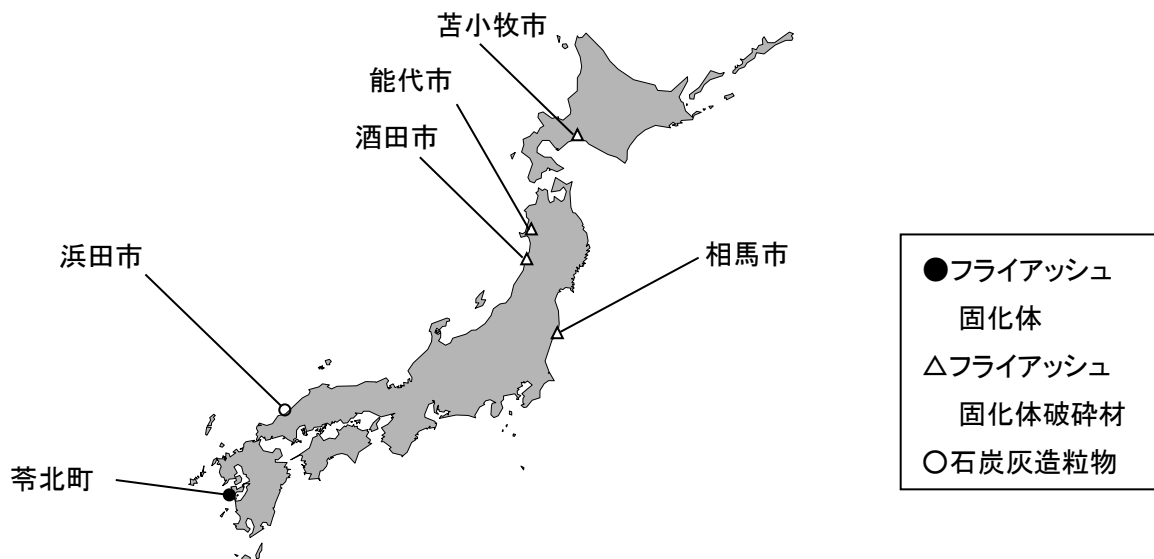 苫小牧市
能代市
酒田市
浜田市
相馬市
苓北町
●フライアッシュ
固化体
△フライアッシュ
固化体破砕材
○石炭灰造粒物